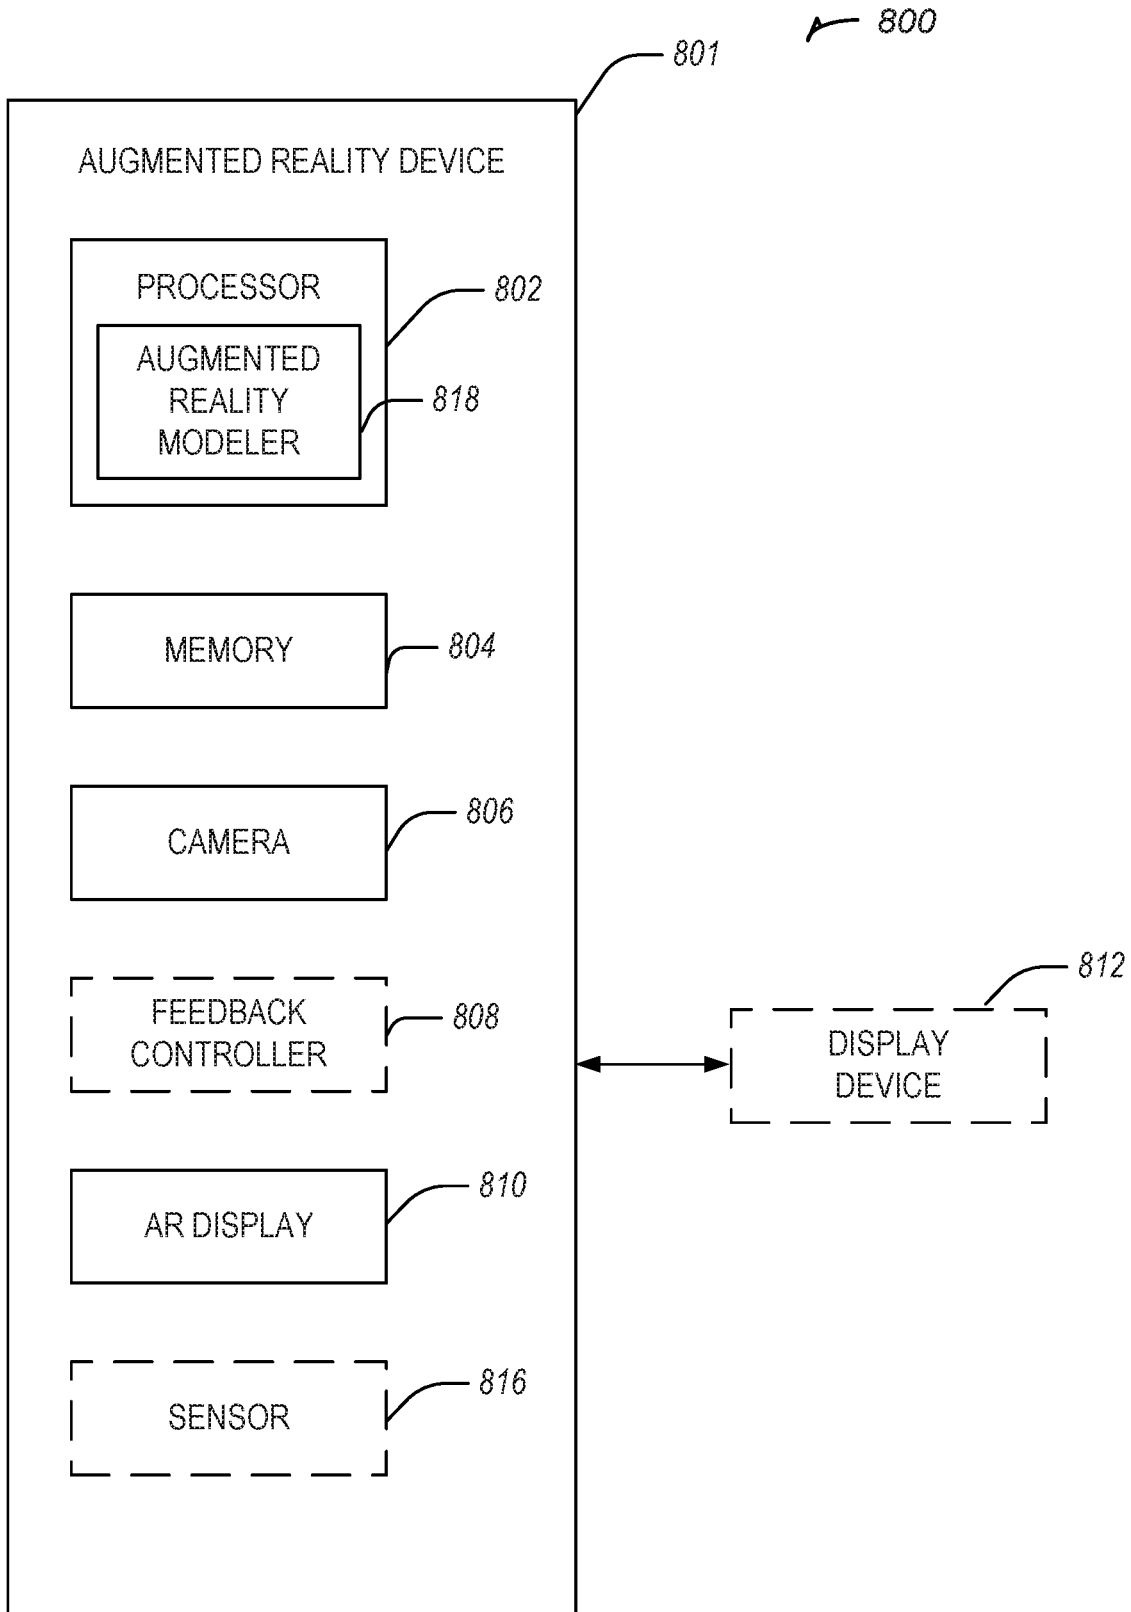 800
801
AUGMENTED REALITY DEVICE
PROCESSOR
802
AUGMENTED
REALITY
MODELER
818
MEMORY
804
CAMERA
806
FEEDBACK
CONTROLLER
808
812
DISPLAY
DEVICE
AR DISPLAY
810
SENSOR
816